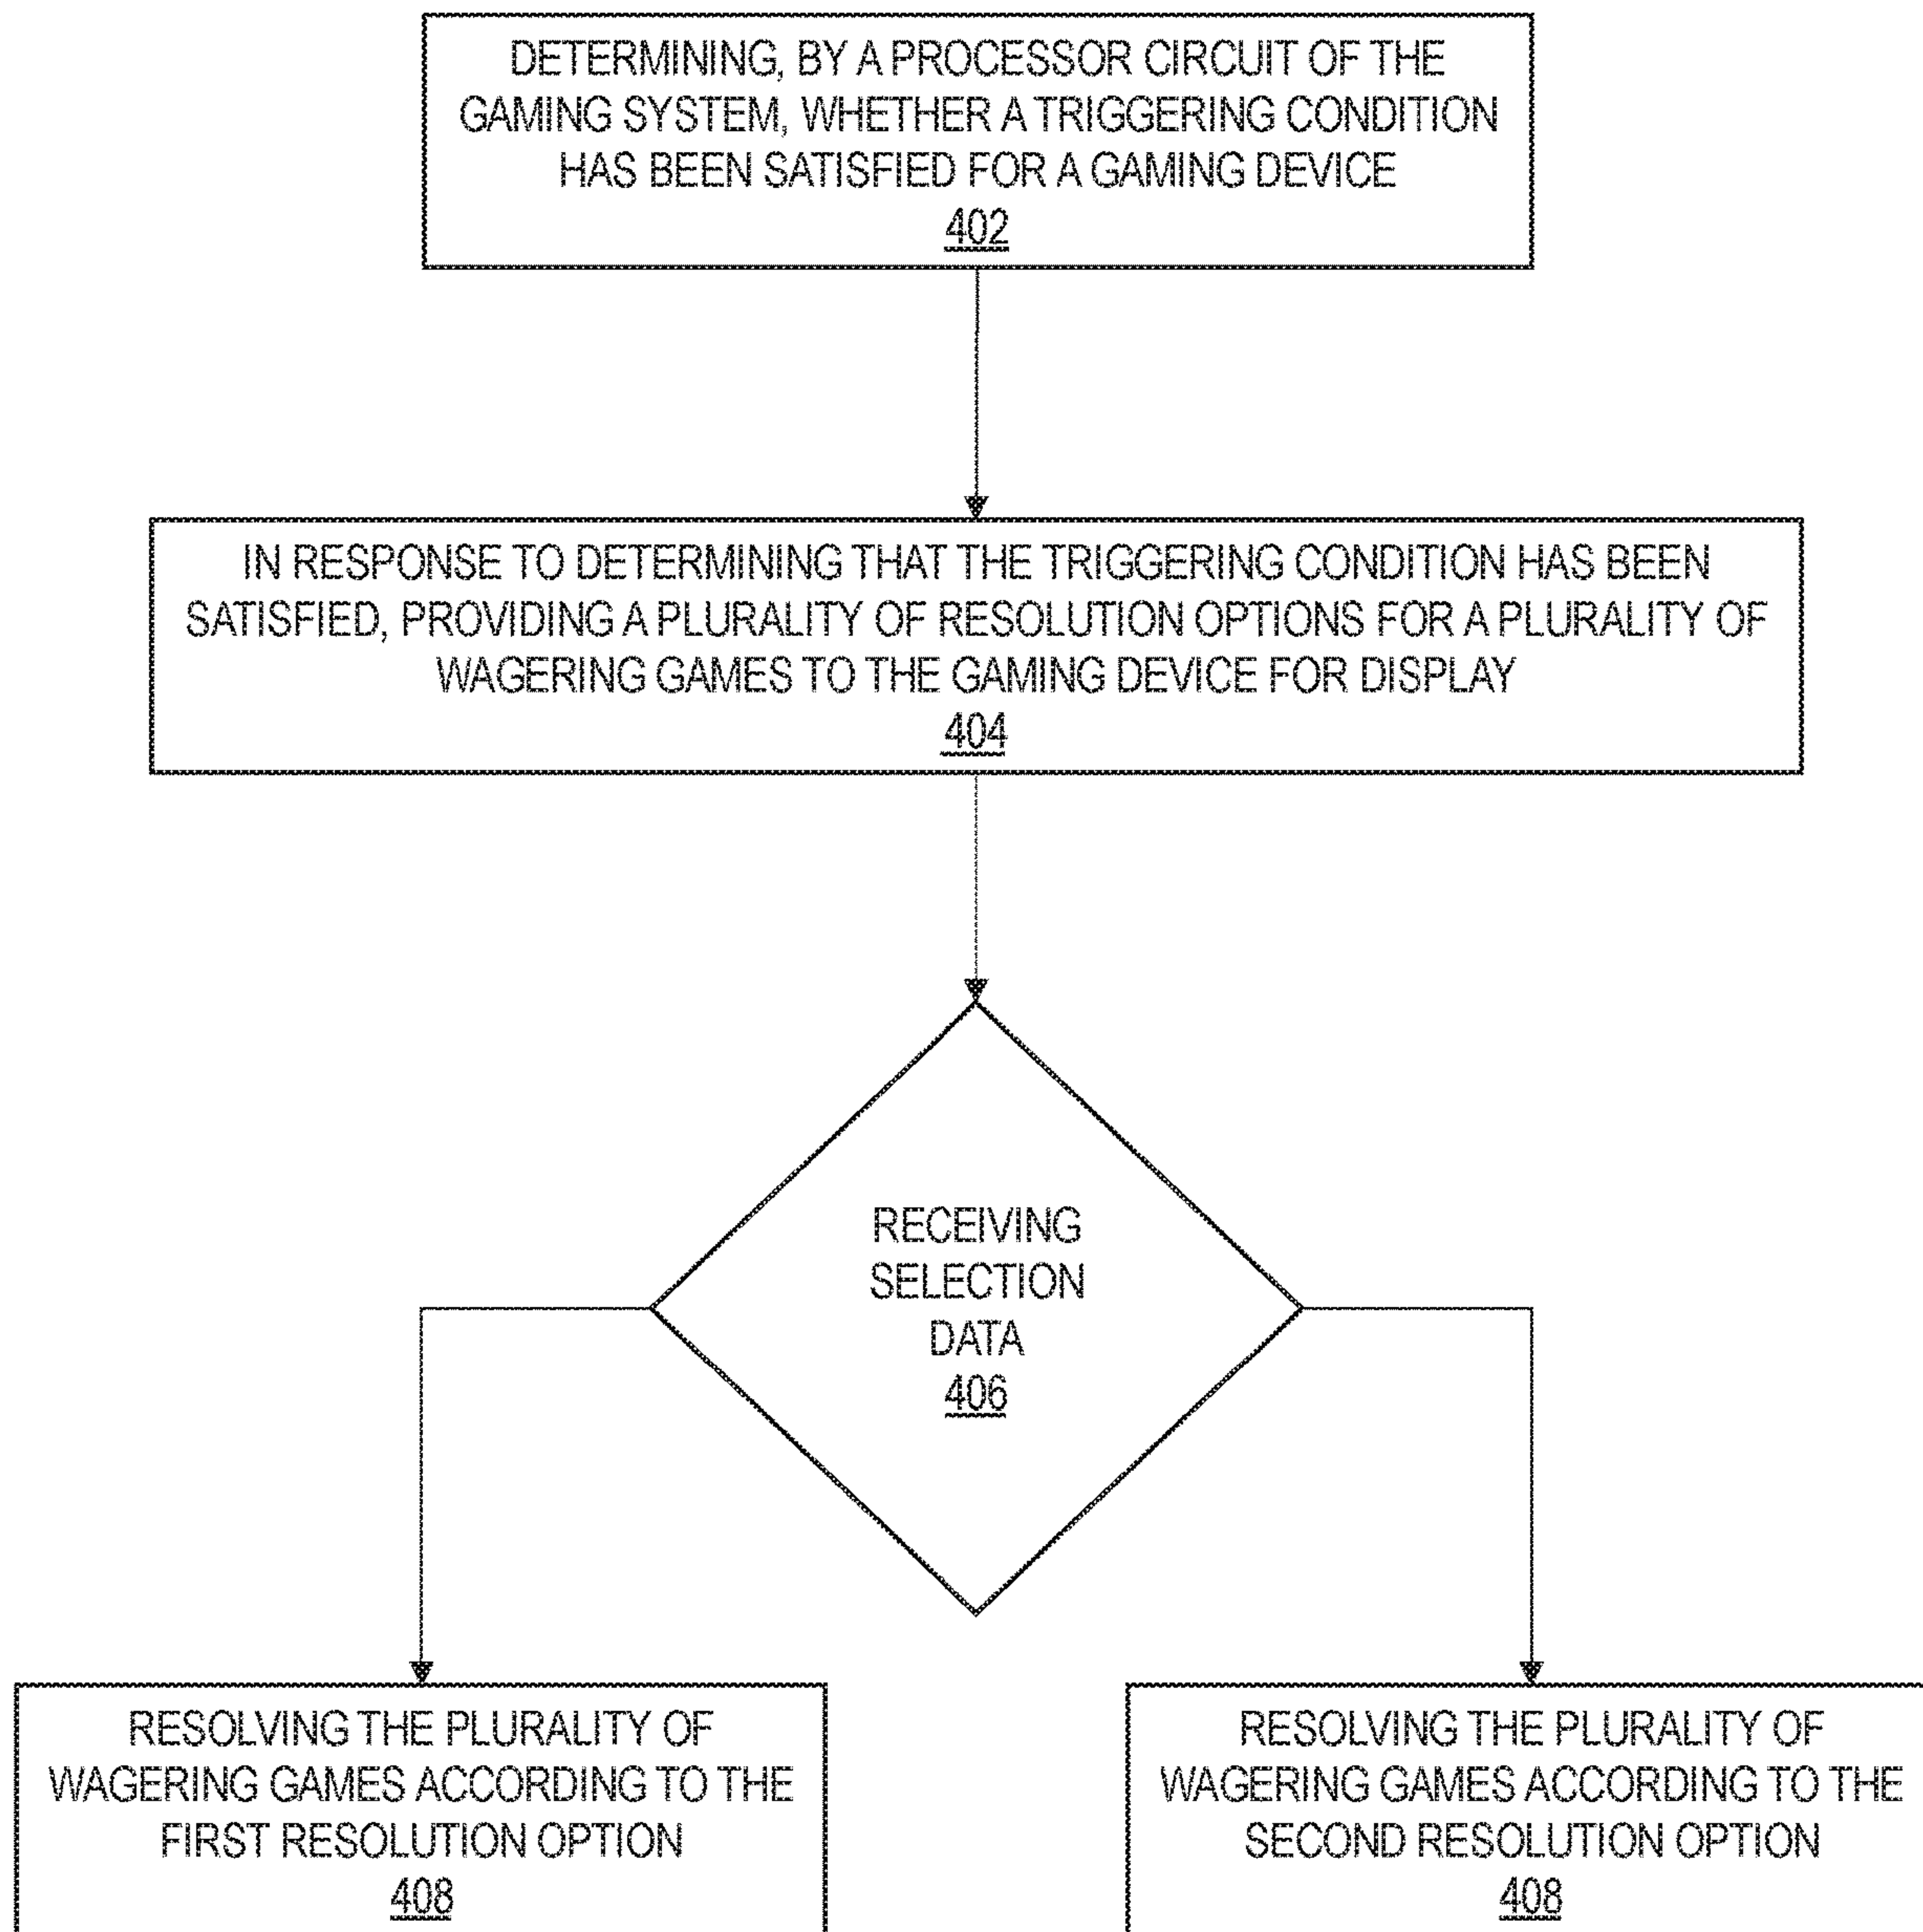 DETERMINING, BY A PROCESSOR CIRCUIT OF THE
GAMING SYSTEM, WHETHER A TRIGGERING CONDITION
HAS BEEN SATISFIED FOR A GAMING DEVICE
402
IN RESPONSE TO DETERMINING THAT THE TRIGGERING CONDITION HAS BEEN
SATISFIED, PROVIDING A PLURALITY OF RESOLUTION OPTIONS FOR A PLURALITY OF
WAGERING GAMES TO THE GAMING DEVICE FOR DISPLAY
404
RECEIVING
SELECTION
DATA
406
RESOLVING THE PLURALITY OF
WAGERING GAMES ACCORDING TO THE
FIRST RESOLUTION OPTION
408
RESOLVING THE PLURALITY OF
WAGERING GAMES ACCORDING TO THE
SECOND RESOLUTION OPTION
408